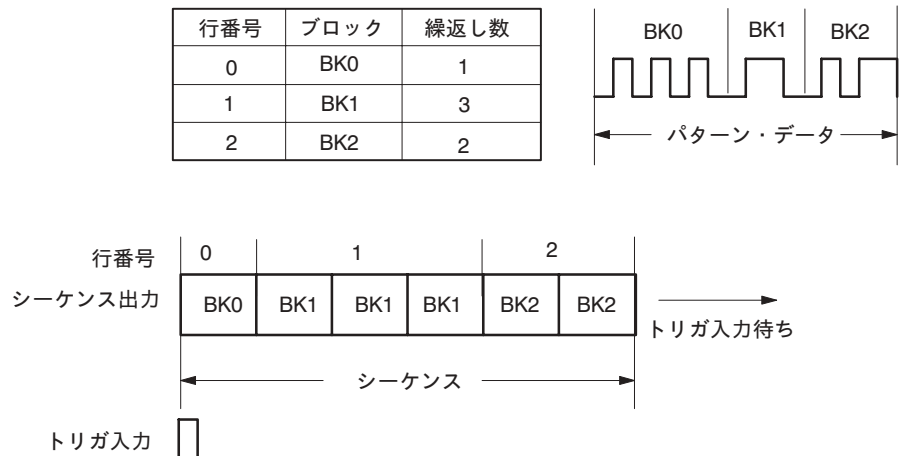 行番号 ブロック 繰返し数
0 BK0 1
1 BK1 3
2 BK2 2
BK0 BK1 BK2
パターン・データ
行番号 0 1 2
シーケンス出力 BK0 BK1 BK1 BK1 BK2 BK2
トリガ入力待ち
シーケンス
トリガ入力